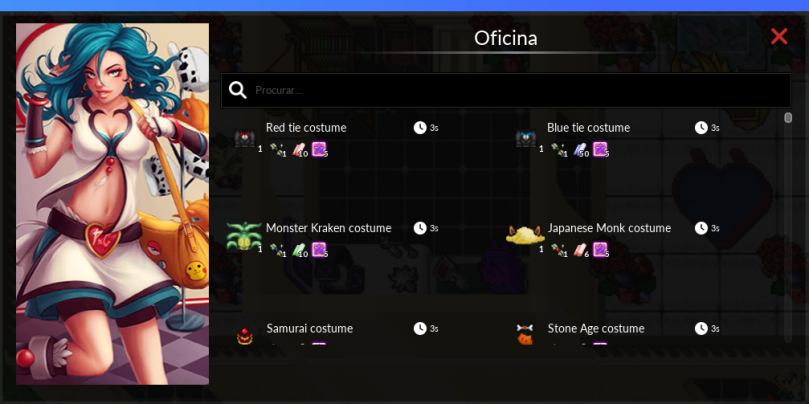 Oficina
Procurar...
Red tie costume 3s
1 1 10 5
Blue tie costume 3s
1 1 50 5
Monster Kraken costume 3s
1 1 10 5
Japanese Monk costume 3s
1 1 6 5
Samurai costume 3s
Stone Age costume 3s